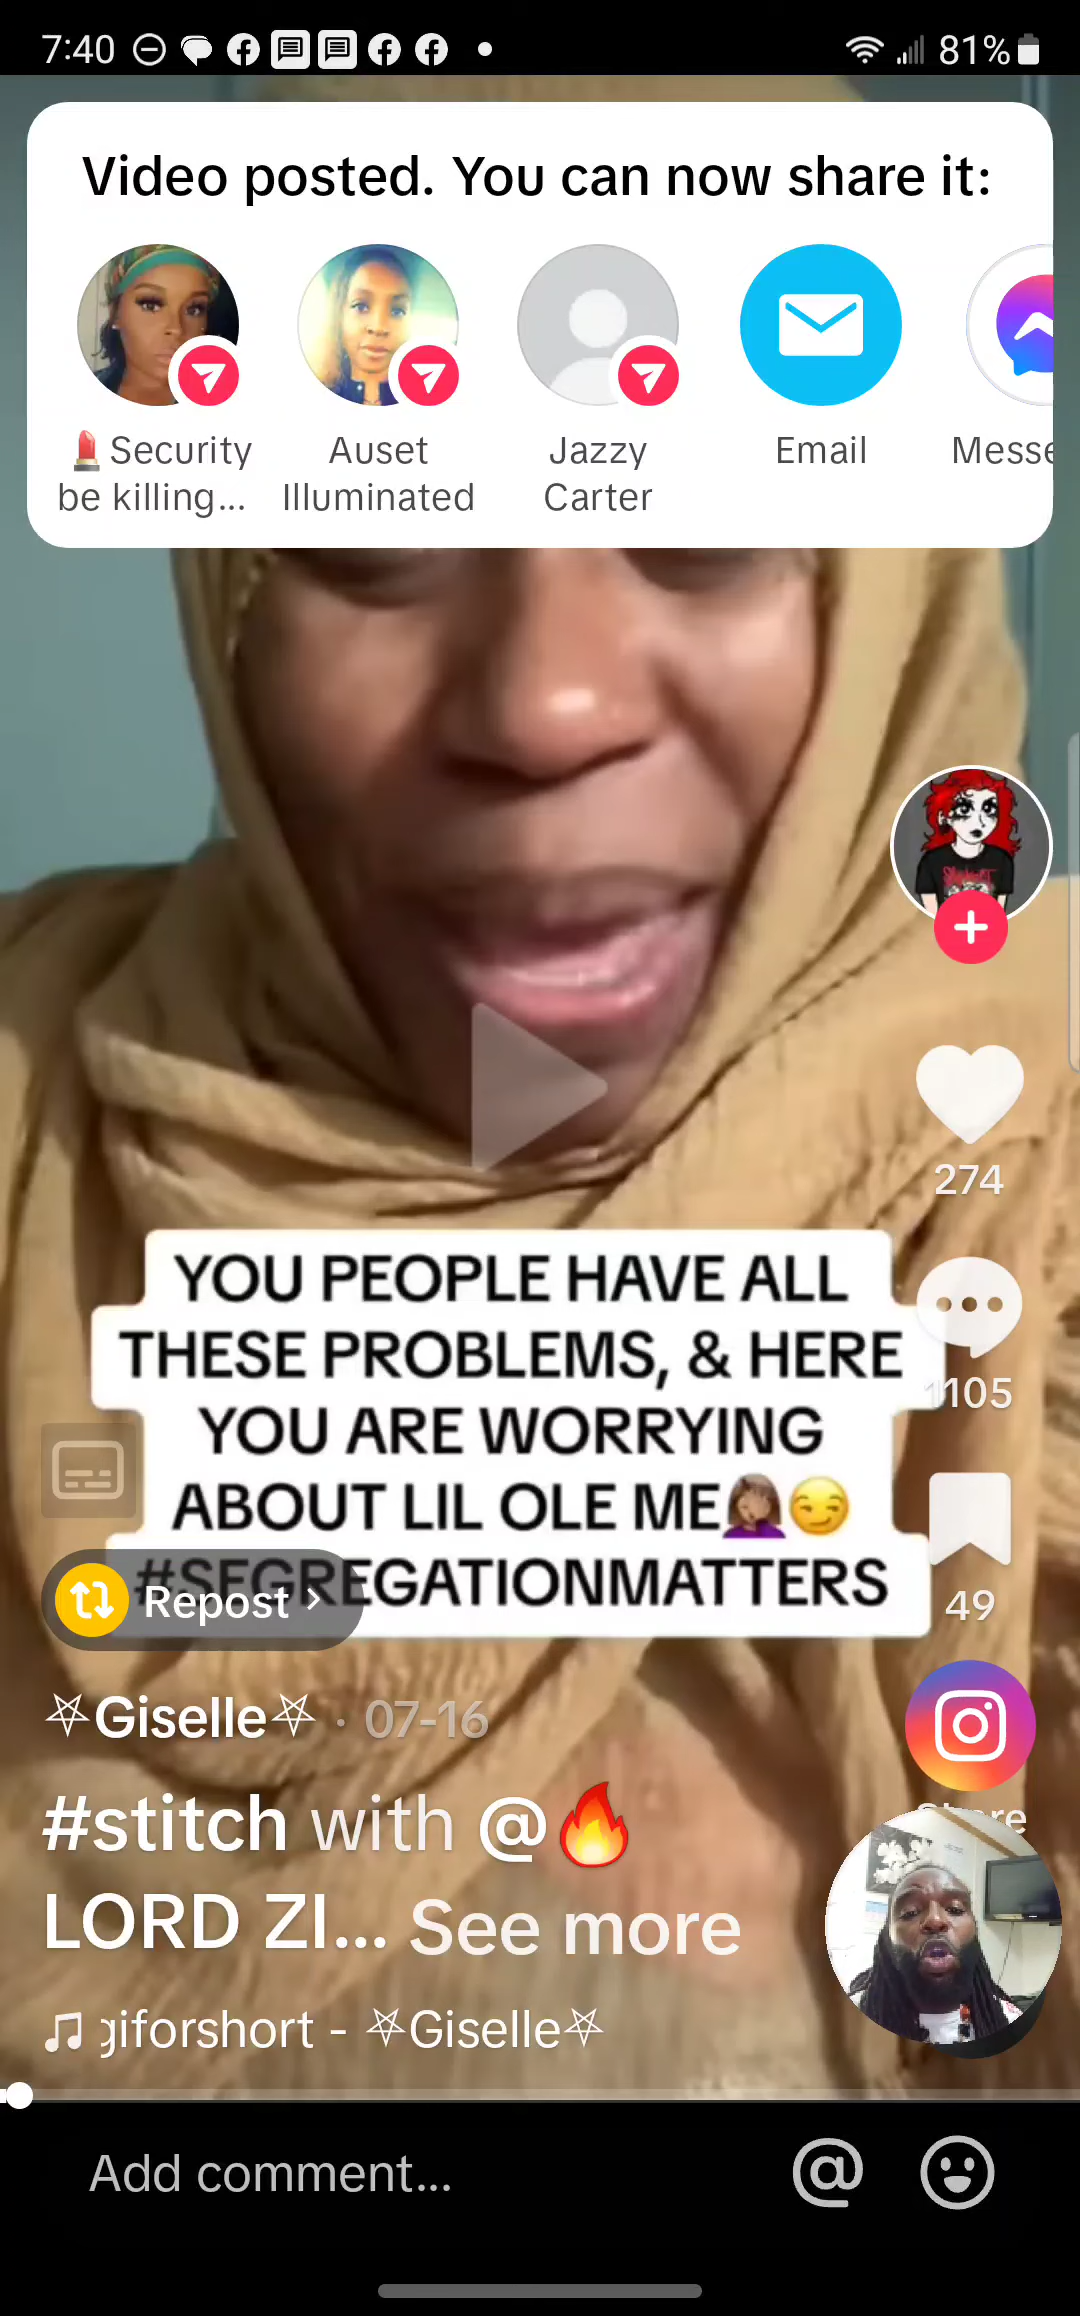 7:40
81%
Video posted. You can now share it:
Security
be killing...
Auset
Illuminated
Jazzy
Carter
Email
Messe
274
YOU PEOPLE HAVE ALL
THESE PROBLEMS, & HERE
YOU ARE WORRYING
ABOUT LIL OLE ME🤦🏽‍♀️😏
#SEGREGATIONMATTERS
1105
49
Repost >
⛧Giselle⛧ · 07-16
#stitch with @🔥
LORD ZI... See more
giforshort - ⛧Giselle⛧
Add comment...